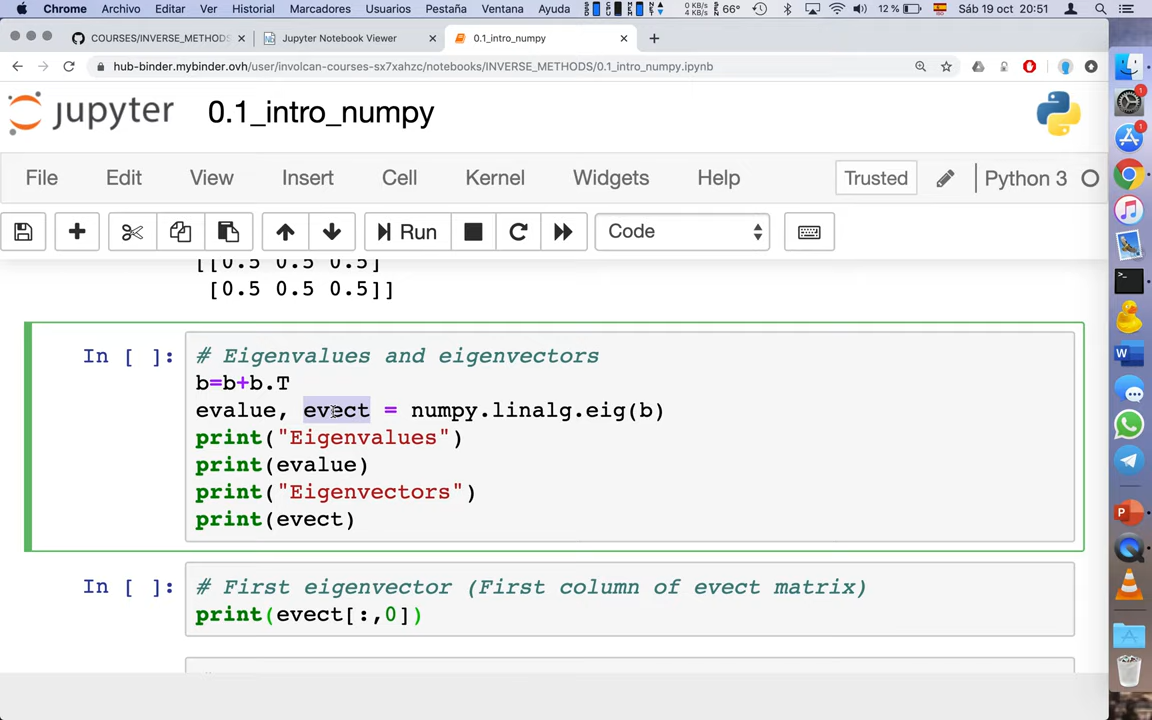 Chrome Archivo Editar Ver Historial Marcadores Usuarios Pestaña Ventana Ayuda 0 KB/s 4 KB/s 66° 12 % Sáb 19 oct 20:51
COURSES/INVERSE_METHODS Jupyter Notebook Viewer 0.1_intro_numpy
hub-binder.mybinder.ovh/user/involcan-courses-sx7xahzc/notebooks/INVERSE_METHODS/0.1_intro_numpy.ipynb
jupyter 0.1_intro_numpy
File Edit View Insert Cell Kernel Widgets Help Trusted Python 3
Run Code
[[0.5 0.5 0.5]
[0.5 0.5 0.5]]
In [ ]: # Eigenvalues and eigenvectors
b=b+b.T
evalue, evect = numpy.linalg.eig(b)
print("Eigenvalues")
print(evalue)
print("Eigenvectors")
print(evect)
In [ ]: # First eigenvector (First column of evect matrix)
print(evect[:,0])